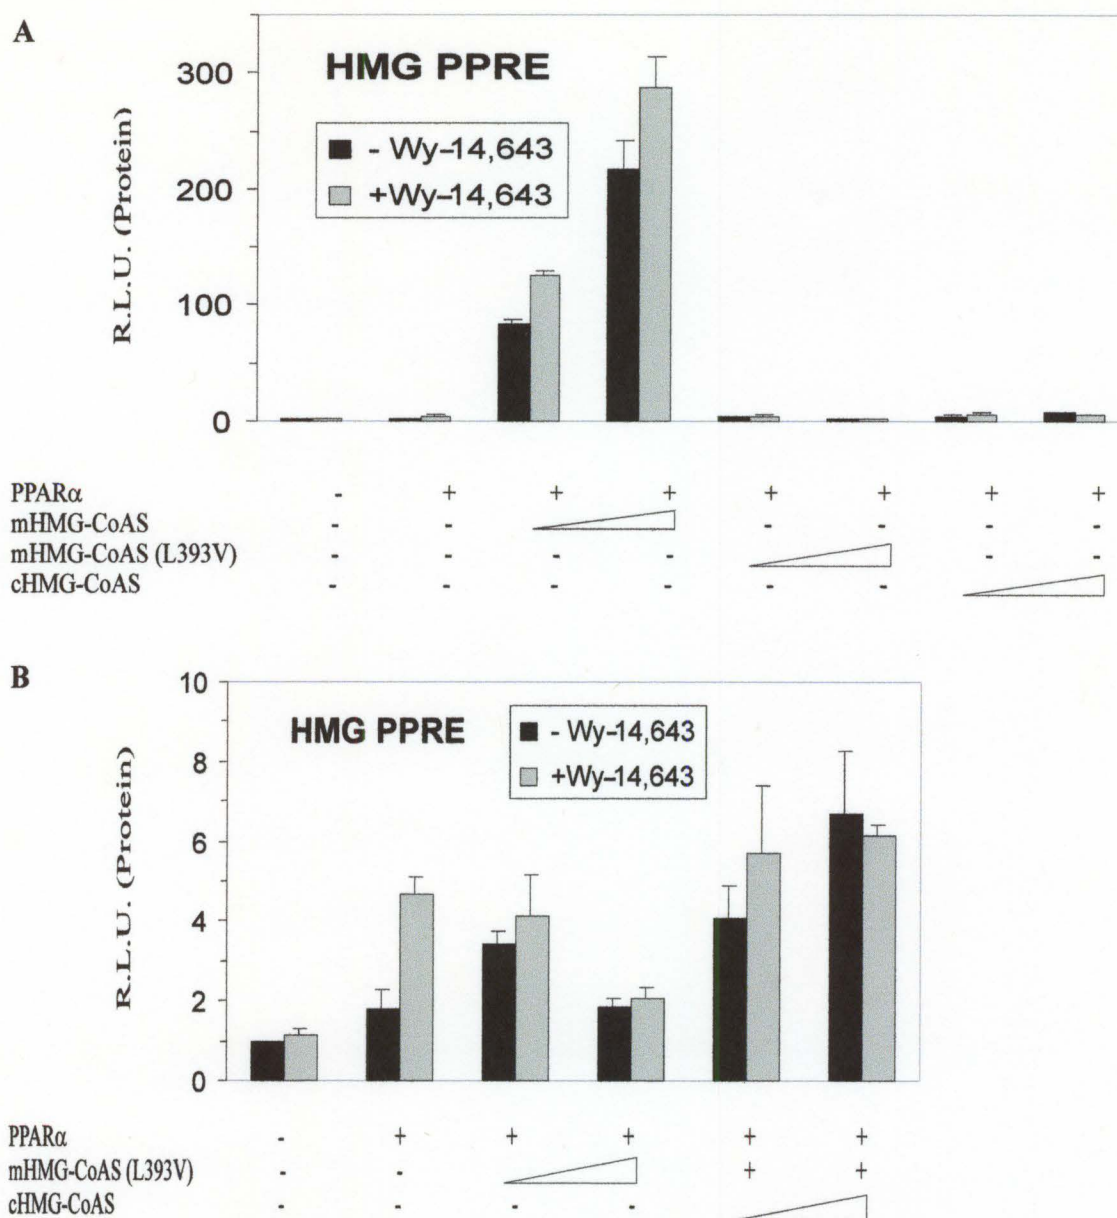 A
HMG PPRE
- Wy-14,643
+Wy-14,643
R.L.U. (Protein)
300
200
100
0
PPARα - + + + + + + +
mHMG-CoAS - - - - - -
mHMG-CoAS (L393V) - - - - - -
cHMG-CoAS - - - - - -
B
HMG PPRE
- Wy-14,643
+Wy-14,643
R.L.U. (Protein)
10
8
6
4
2
0
PPARα - + + + + +
mHMG-CoAS (L393V) - - + +
cHMG-CoAS - - - -